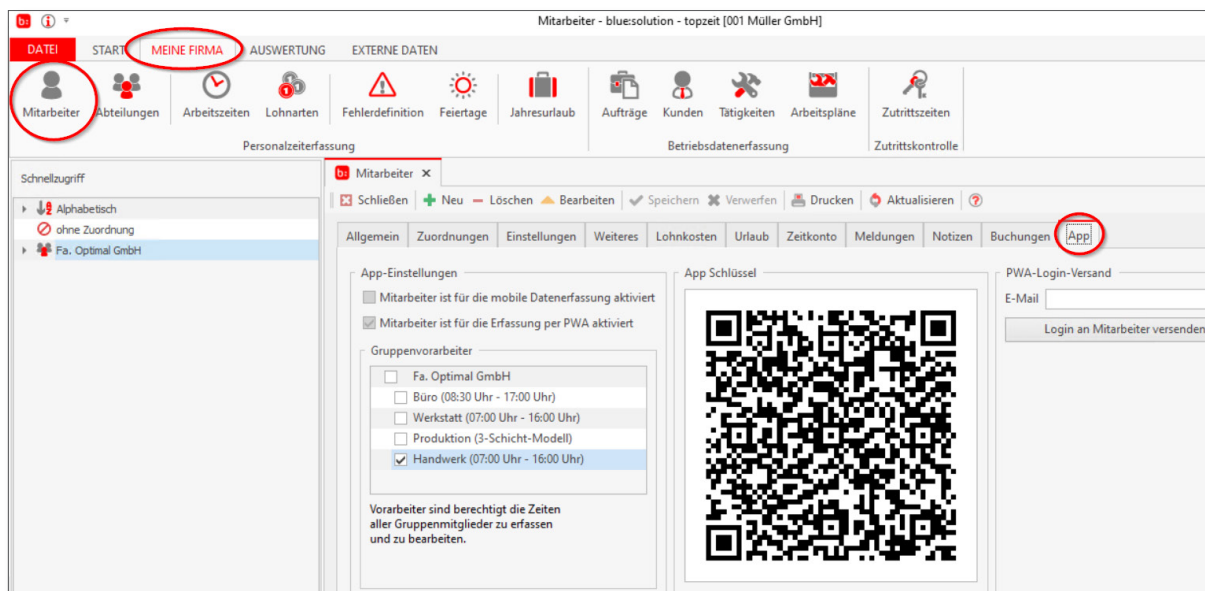 b:
Mitarbeiter - blue:solution - topzeit [001 Müller GmbH]
DATEI START MEINE FIRMA AUSWERTUNG EXTERNE DATEN
Mitarbeiter Abteilungen Arbeitszeiten Lohnarten Fehlerdefinition Feiertage Jahresurlaub Aufträge Kunden Tätigkeiten Arbeitspläne Zutrittszeiten
Personalzeiterfassung Betriebsdatenerfassung Zutrittskontrolle
Schnellzugriff
Alphabetisch
ohne Zuordnung
Fa. Optimal GmbH
b: Mitarbeiter
Schließen Neu Löschen Bearbeiten Speichern Verwerfen Drucken Aktualisieren
Allgemein Zuordnungen Einstellungen Weiteres Lohnkosten Urlaub Zeitkonto Meldungen Notizen Buchungen App
App-Einstellungen
Mitarbeiter ist für die mobile Datenerfassung aktiviert
Mitarbeiter ist für die Erfassung per PWA aktiviert
Gruppenvorarbeiter
Fa. Optimal GmbH
Büro (08:30 Uhr - 17:00 Uhr)
Werkstatt (07:00 Uhr - 16:00 Uhr)
Produktion (3-Schicht-Modell)
Handwerk (07:00 Uhr - 16:00 Uhr)
Vorarbeiter sind berechtigt die Zeiten
aller Gruppenmitglieder zu erfassen
und zu bearbeiten.
App Schlüssel
PWA-Login-Versand
E-Mail
Login an Mitarbeiter versenden